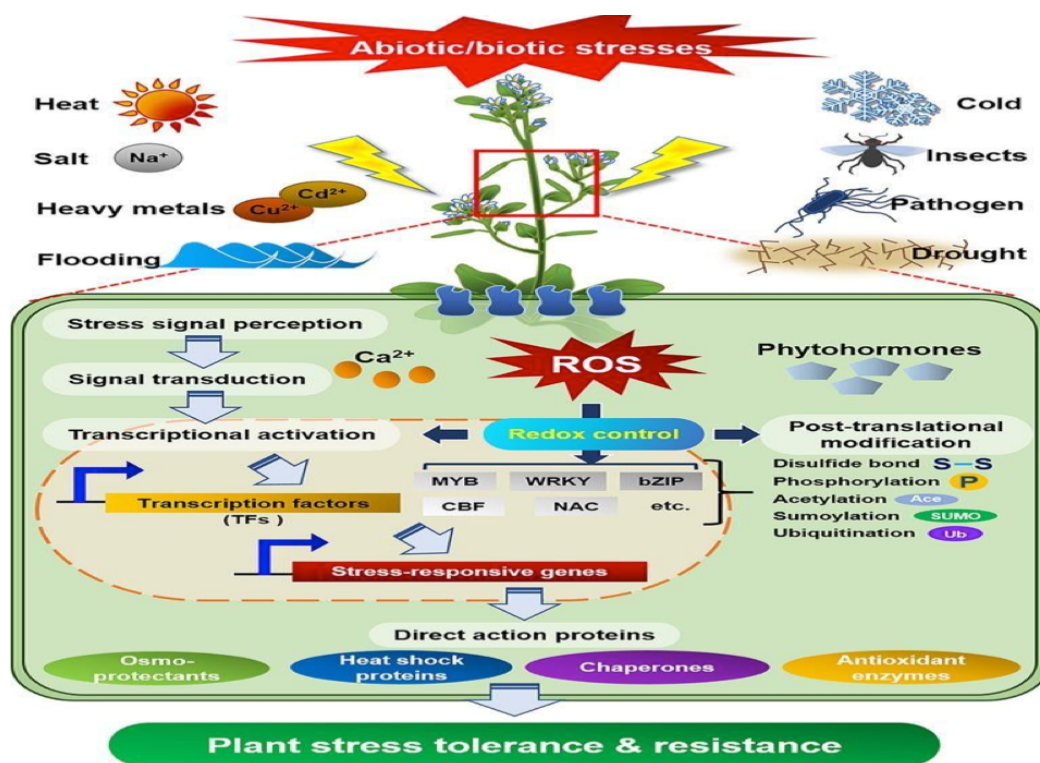 Abiotic/biotic stresses
Heat
Salt
Na⁺
Heavy metals
Cu²⁺
Cd²⁺
Flooding
Cold
Insects
Pathogen
Drought
Stress signal perception
Signal transduction
Ca²⁺
ROS
Phytohormones
Transcriptional activation
Redox control
Post-translational
modification
Disulfide bond S–S
Phosphorylation P
Acetylation Ace
Sumoylation SUMO
Ubiquitination Ub
MYB WRKY bZIP
CBF NAC etc.
Transcription factors
(TFs )
Stress-responsive genes
Direct action proteins
Osmo-
protectants
Heat shock
proteins
Chaperones
Antioxidant
enzymes
Plant stress tolerance & resistance